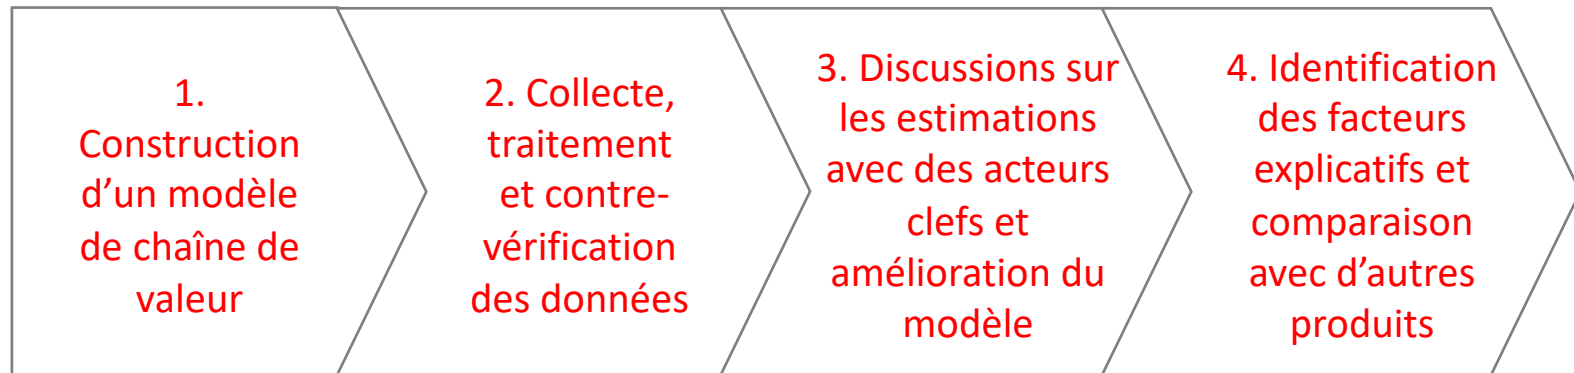 1.
Construction
d’un modèle
de chaîne de
valeur
2. Collecte,
traitement
et contre-
vérification
des données
3. Discussions sur
les estimations
avec des acteurs
clefs et
amélioration du
modèle
4. Identification
des facteurs
explicatifs et
comparaison
avec d’autres
produits